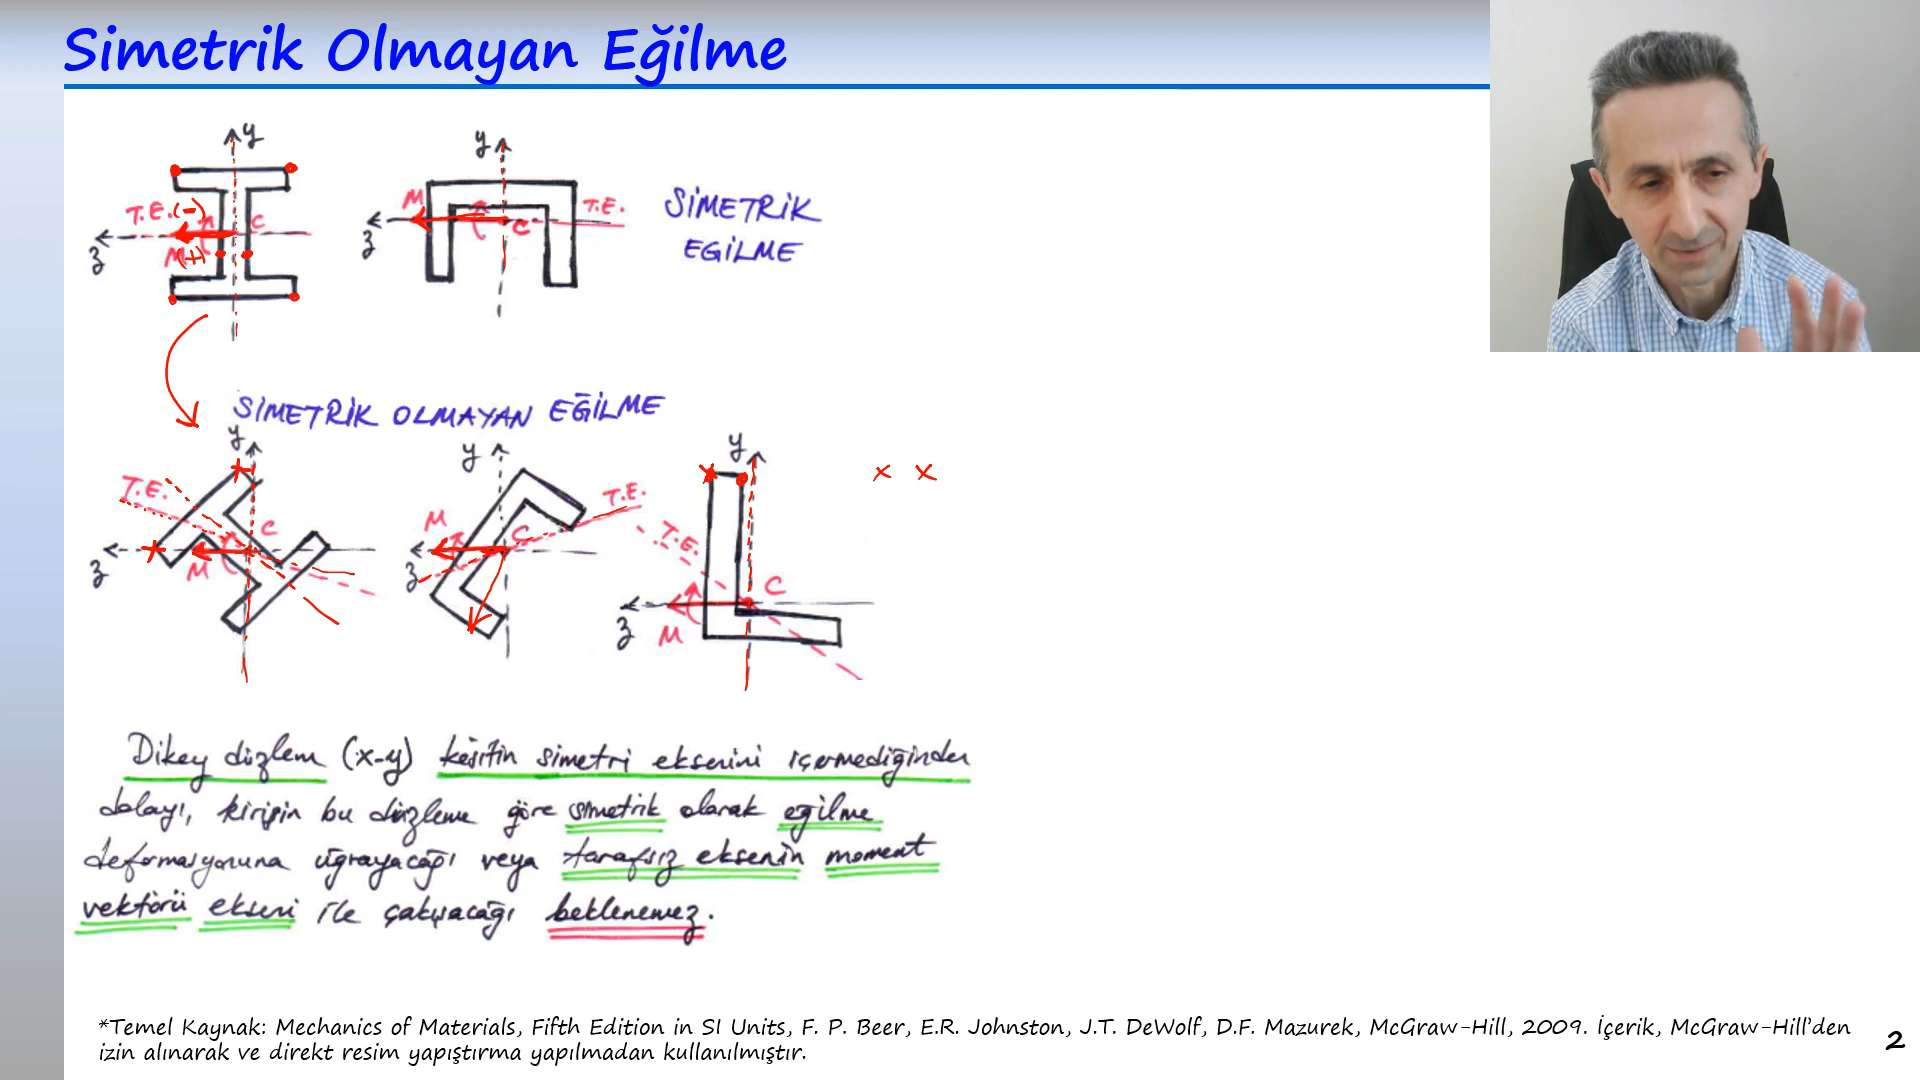 Simetrik Olmayan Eğilme
y
y
T.E. (-)
C
z
M (+)
M
T.E.
C
z
SİMETRİK
EGİLME
SİMETRİK OLMAYAN EĞİLME
y
y
y
T.E.
C
M
z
M
C
T.E.
z
T.E.
C
z
M
Dikey düzlem (x-y) kesitin simetri eksenini içermediğinden
dolayı, kirişin bu düzleme göre simetrik olarak eğilme
deformasyonuna uğrayacağı veya tarafsız eksenin moment
vektörü ekseni ile çakışacağı beklenemez.
*Temel Kaynak: Mechanics of Materials, Fifth Edition in SI Units, F. P. Beer, E.R. Johnston, J.T. DeWolf, D.F. Mazurek, McGraw-Hill, 2009. İçerik, McGraw-Hill'den
izin alınarak ve direkt resim yapıştırma yapılmadan kullanılmıştır.
2